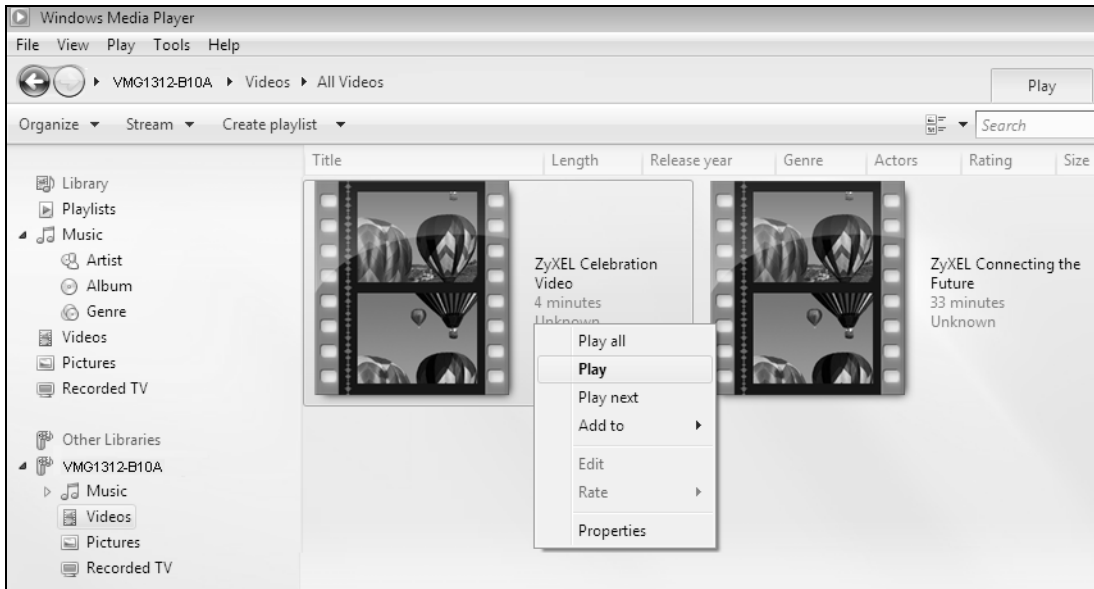 Windows Media Player
File View Play Tools Help
VMG1312-B10A Videos All Videos
Play
Organize Stream Create playlist
Search
Title Length Release year Genre Actors Rating Size
Library
Playlists
Music
Artist
Album
Genre
Videos
Pictures
Recorded TV
Other Libraries
VMG1312-B10A
Music
Videos
Pictures
Recorded TV
ZyXEL Celebration
Video
4 minutes
Unknown
ZyXEL Connecting the
Future
33 minutes
Unknown
Play all
Play
Play next
Add to
Edit
Rate
Properties